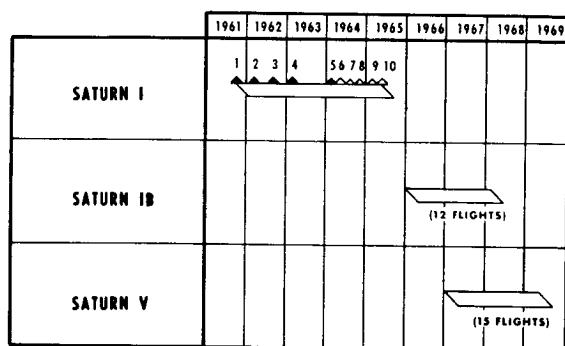 1961 1962 1963 1964 1965 1966 1967 1968 1969
1 2 3 4 5 6 7 8 9 10
SATURN I
SATURN IB
(12 FLIGHTS)
SATURN V
(15 FLIGHTS)